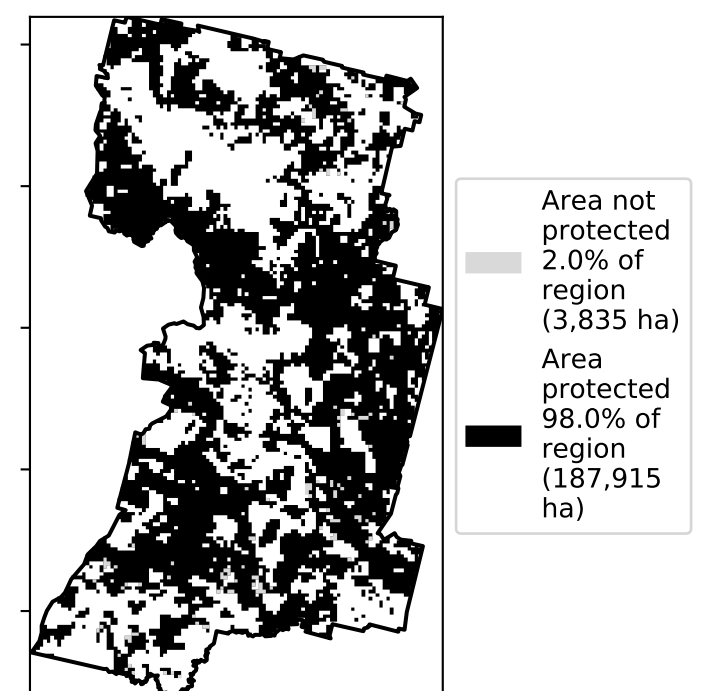 Area not
protected
2.0% of
region
(3,835 ha)
Area
protected
98.0% of
region
(187,915
ha)